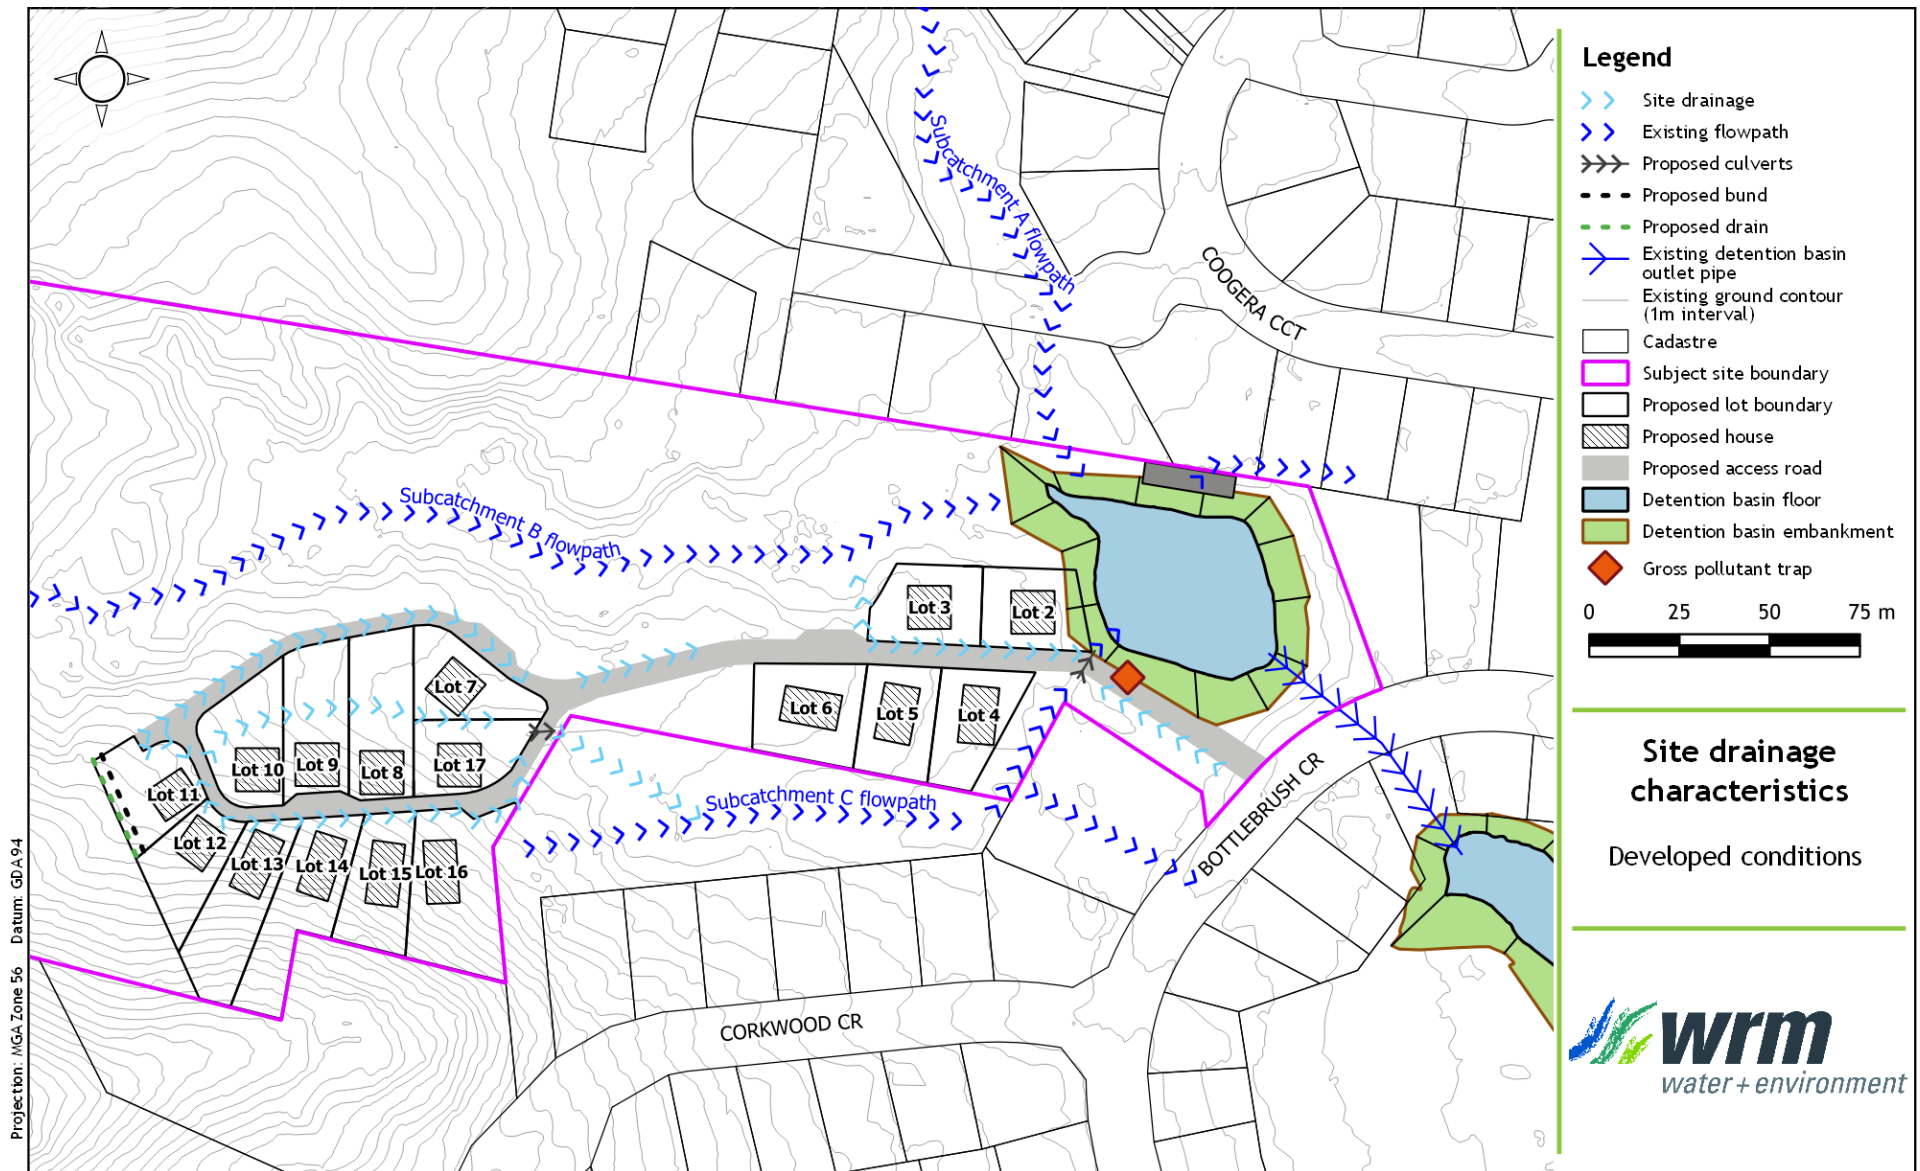 Subcatchment A flowpath
COOGERA CCT
Subcatchment B flowpath
Lot 3
Lot 2
Lot 7
Lot 6
Lot 5
Lot 4
Lot 10
Lot 9
Lot 8
Lot 17
Lot 11
Subcatchment C flowpath
Lot 12
Lot 13
Lot 14
Lot 15
Lot 16
BOTTLEBRUSH CR
CORKWOOD CR
Projection: MGA Zone 56 Datum: GDA94
Legend
Site drainage
Existing flowpath
Proposed culverts
Proposed bund
Proposed drain
Existing detention basin
outlet pipe
Existing ground contour
(1m interval)
Cadastre
Subject site boundary
Proposed lot boundary
Proposed house
Proposed access road
Detention basin floor
Detention basin embankment
Gross pollutant trap
0 25 50 75 m
Site drainage
characteristics
Developed conditions
wrm
water + environment